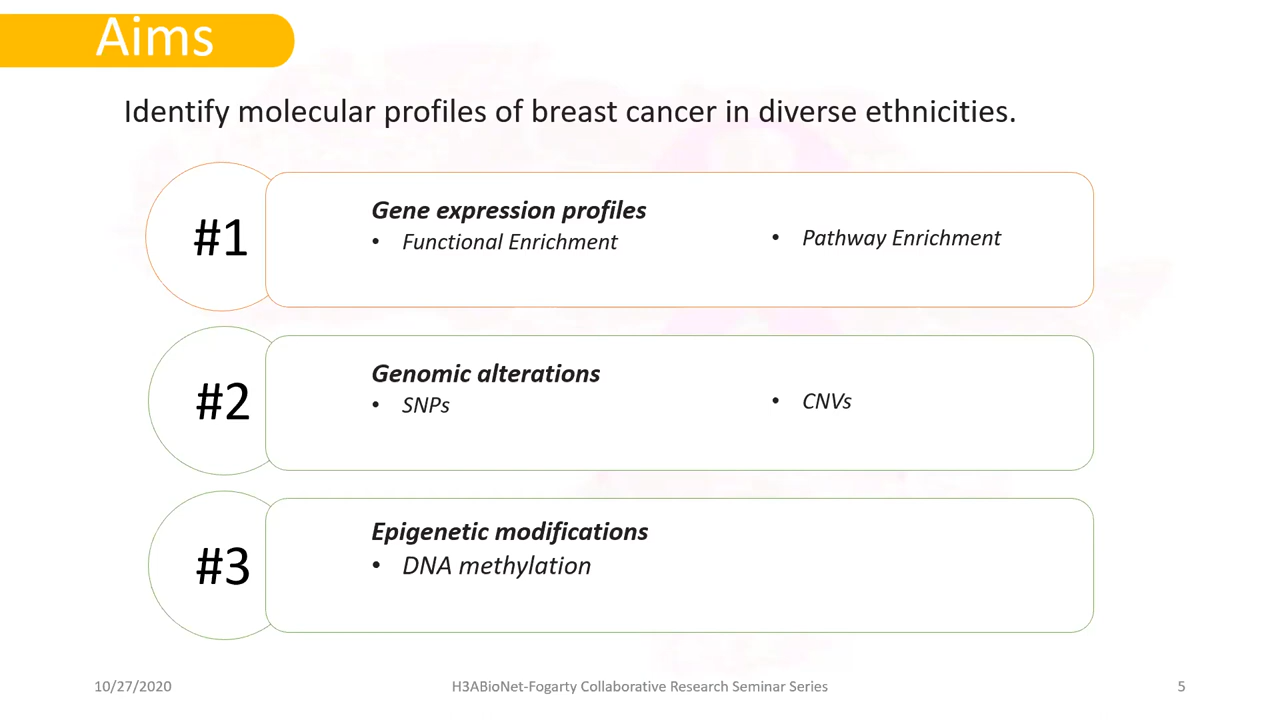 Aims
Identify molecular profiles of breast cancer in diverse ethnicities.
#1
Gene expression profiles
• Functional Enrichment
• Pathway Enrichment
#2
Genomic alterations
• SNPs
• CNVs
#3
Epigenetic modifications
• DNA methylation
10/27/2020
H3ABioNet-Fogarty Collaborative Research Seminar Series
5